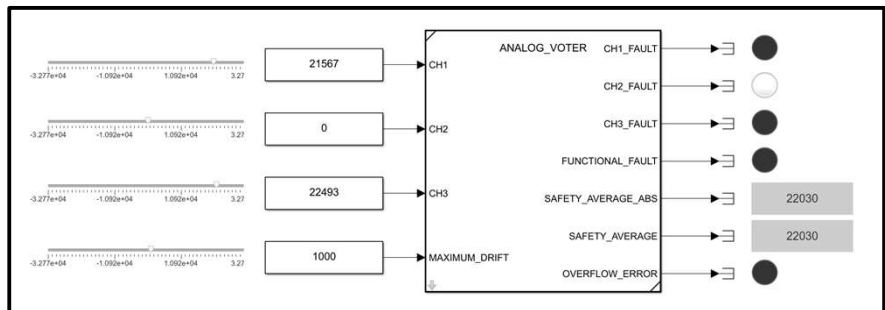 21567
-3.277e+04 -1.092e+04 1.092e+04 3.27
0
-3.277e+04 -1.092e+04 1.092e+04 3.27
22493
-3.277e+04 -1.092e+04 1.092e+04 3.27
1000
-3.277e+04 -1.092e+04 1.092e+04 3.27
ANALOG_VOTER
CH1
CH2
CH3
MAXIMUM_DRIFT
CH1_FAULT
CH2_FAULT
CH3_FAULT
FUNCTIONAL_FAULT
SAFETY_AVERAGE_ABS
22030
SAFETY_AVERAGE
22030
OVERFLOW_ERROR